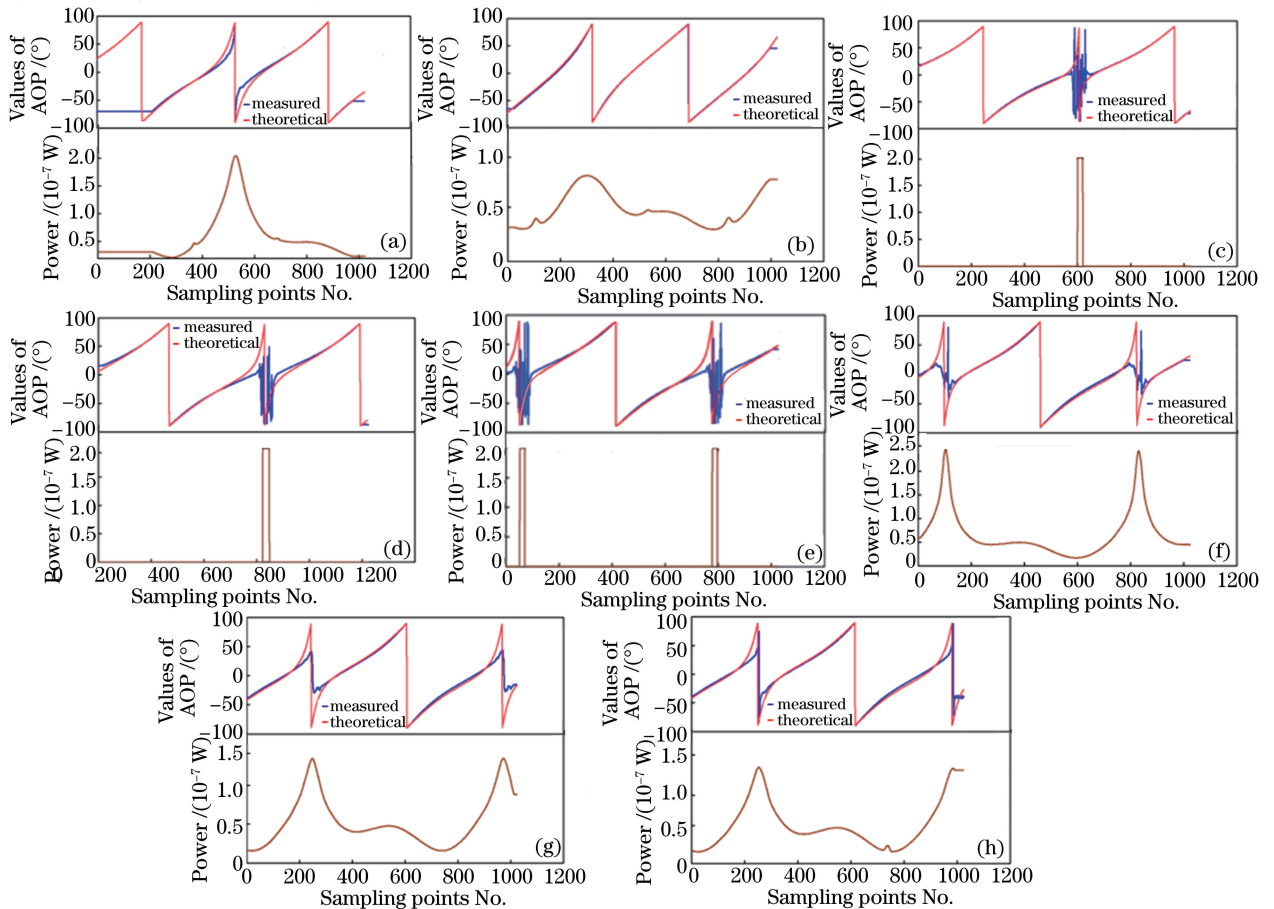 Values of AOP /(°)
100
50
0
−50
100
measured
theoretical
Power /(10⁻⁷ W)
2.0
1.5
1.0
0.5
(a)
0 200 400 600 800 1000 1200
Sampling points No.
Values of AOP /(°)
100
50
0
−50
100
measured
theoretical
Power /(10⁻⁷ W)
1.0
0.5
0
(b)
0 200 400 600 800 1000 1200
Sampling points No.
Values of AOP /(°)
100
50
0
−50
100
measured
theoretical
Power /(10⁻⁷ W)
2.0
1.5
1.0
0.5
0
(c)
0 200 400 600 800 1000 1200
Sampling points No.
Values of AOP /(°)
100
50
0
−50
−100
measured
theoretical
Power /(10⁻⁷ W)
2.0
1.5
1.0
0.5
0
(d)
200 400 600 800 1000 1200
Sampling points No.
Values of AOP /(°)
100
50
0
−50
100
measured
theoretical
Power /(10⁻⁷ W)
2.0
1.5
1.0
0.5
0
(e)
0 200 400 600 800 1000 1200
Sampling points No.
Values of AOP /(°)
100
50
0
−50
100
measured
theoretical
Power /(10⁻⁷ W)
2.5
2.0
1.5
1.0
0.5
0
(f)
0 200 400 600 800 1000 1200
Sampling points No.
Values of AOP /(°)
100
50
0
−50
100
measured
theoretical
Power /(10⁻⁷ W)
1.5
1.0
0.5
0
(g)
0 200 400 600 800 1000 1200
Sampling points No.
Values of AOP /(°)
100
50
0
−50
100
measured
theoretical
Power /(10⁻⁷ W)
1.5
1.0
0.5
0
(h)
0 200 400 600 800 1000 1200
Sampling points No.